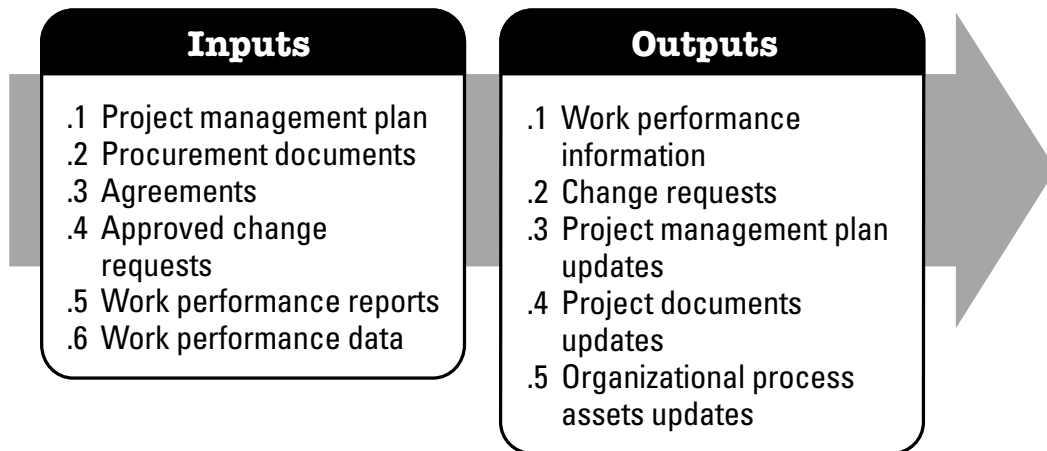 Inputs
.1 Project management plan
.2 Procurement documents
.3 Agreements
.4 Approved change
requests
.5 Work performance reports
.6 Work performance data
Outputs
.1 Work performance
information
.2 Change requests
.3 Project management plan
updates
.4 Project documents
updates
.5 Organizational process
assets updates